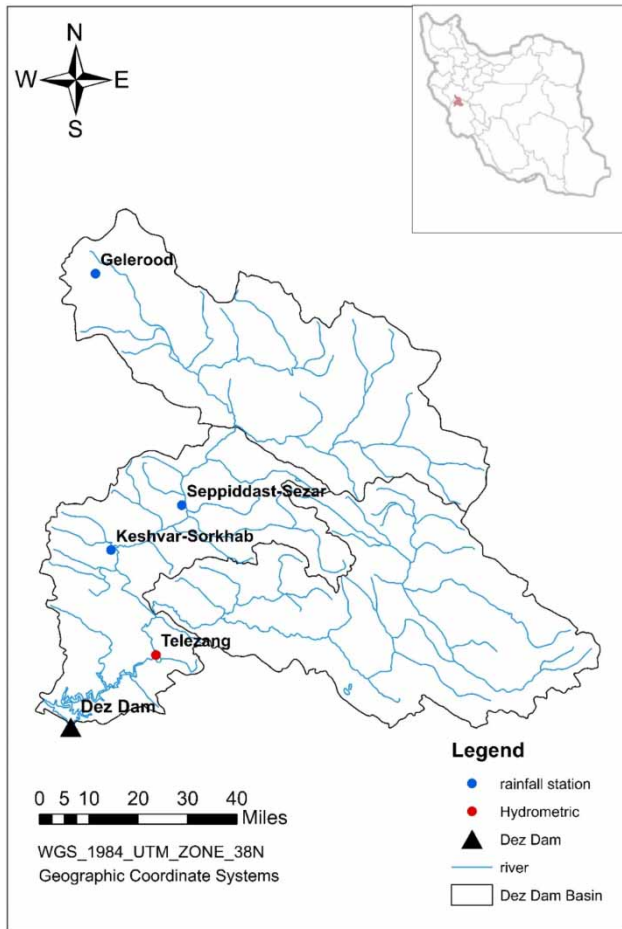 N
W E
S
Gelerood
Seppiddast-Sezar
Keshvar-Sorkhab
Telezang
Dez Dam
Legend
rainfall station
Hydrometric
Dez Dam
river
Dez Dam Basin
0 5 10 20 30 40
Miles
WGS_1984_UTM_ZONE_38N
Geographic Coordinate Systems